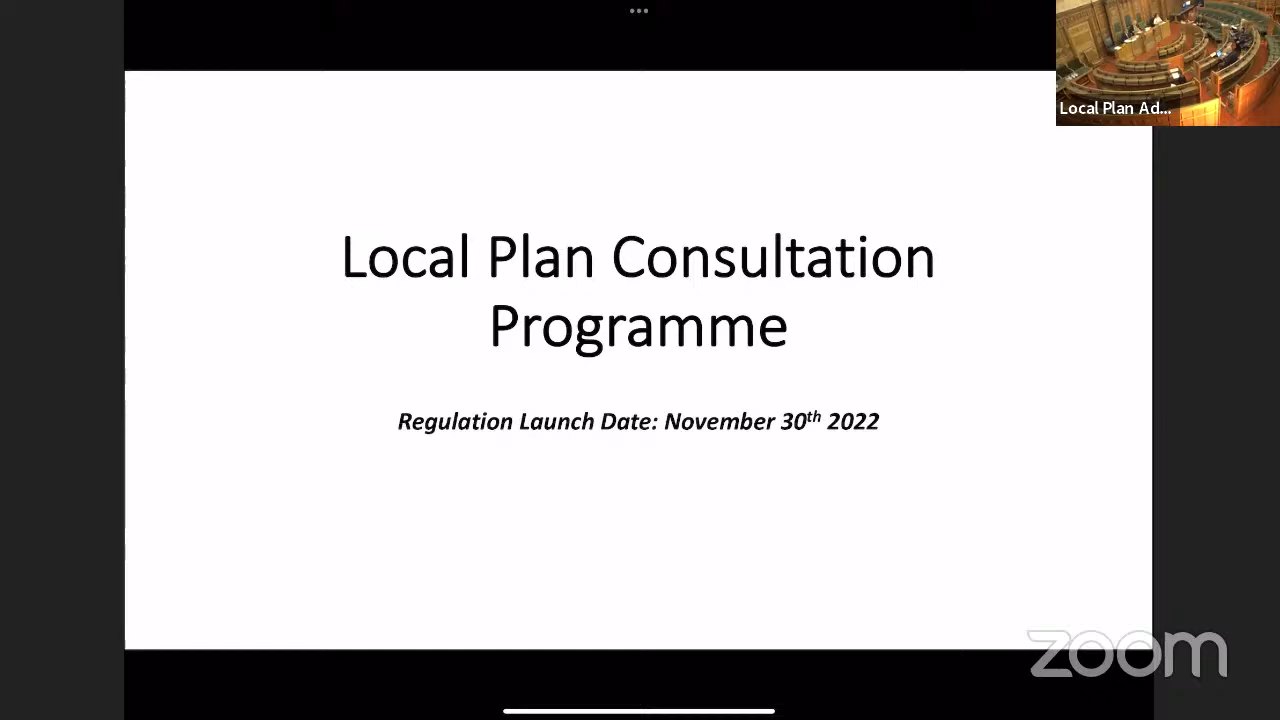 Local Plan Ad...
Local Plan Consultation
Programme
Regulation Launch Date: November 30th 2022
zoom